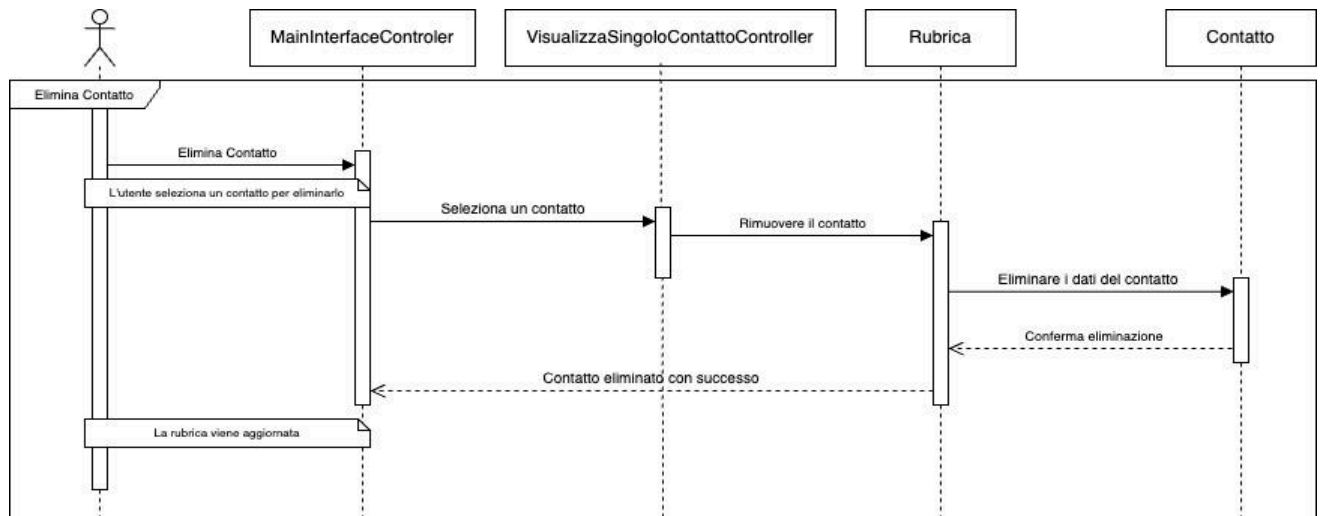 MainInterfaceControler
VisualizzaSingoloContattoController
Rubrica
Contatto
Elimina Contatto
Elimina Contatto
L'utente seleziona un contatto per eliminarlo
Seleziona un contatto
Rimuovere il contatto
Eliminare i dati del contatto
Conferma eliminazione
Contatto eliminato con successo
La rubrica viene aggiornata